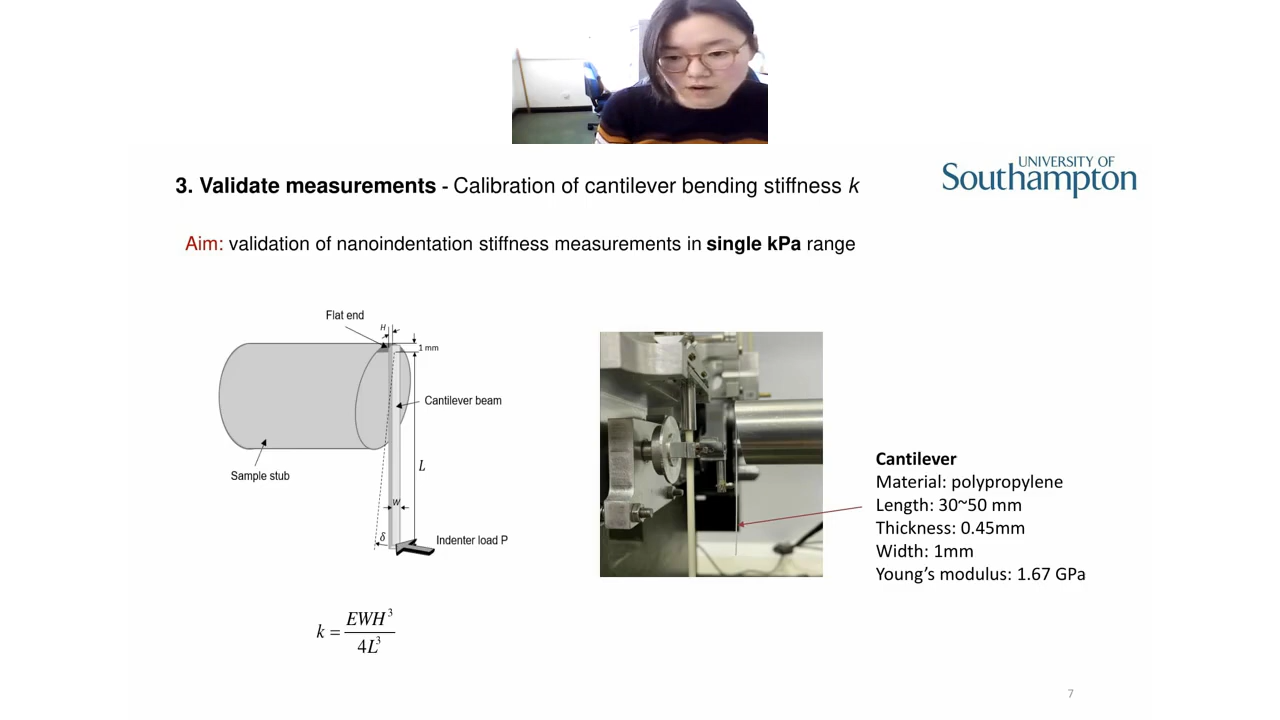 3. Validate measurements - Calibration of cantilever bending stiffness k
UNIVERSITY OF
Southampton
Aim: validation of nanoindentation stiffness measurements in single kPa range
Flat end
H
1 mm
Cantilever beam
L
Sample stub
W
δ
Indenter load P
Cantilever
Material: polypropylene
Length: 30~50 mm
Thickness: 0.45mm
Width: 1mm
Young’s modulus: 1.67 GPa
k = EWH³ / 4L³
7